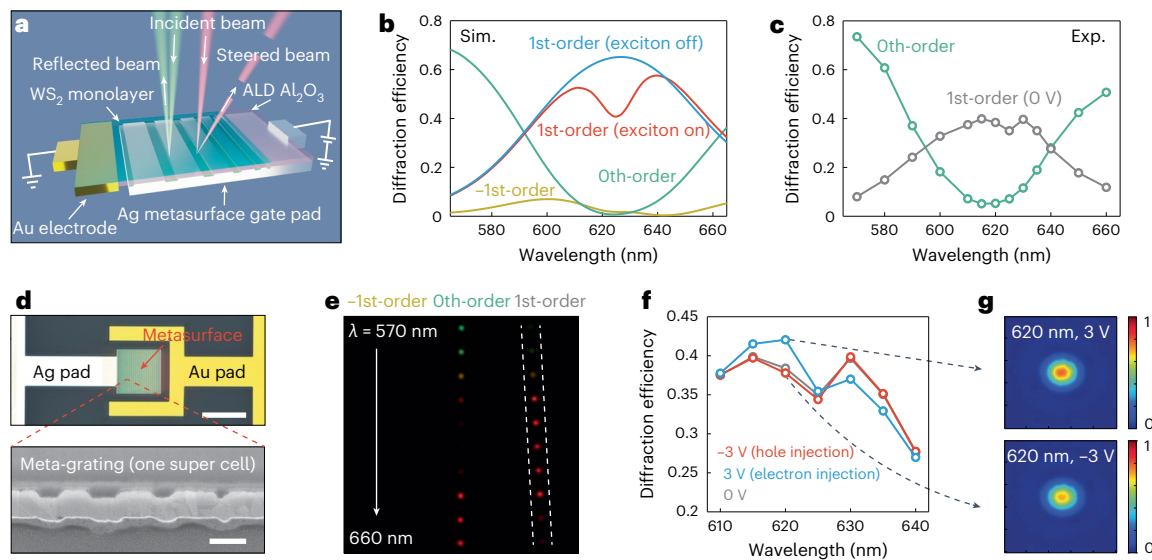 a
Incident beam
Reflected beam
Steered beam
WS2 monolayer
ALD Al2O3
Ag metasurface gate pad
Au electrode
b
Sim.
1st-order (exciton off)
1st-order (exciton on)
0th-order
–1st-order
Diffraction efficiency
0.8
0.6
0.4
0.2
0
580 600 620 640 660
Wavelength (nm)
c
Exp.
0th-order
1st-order (0 V)
Diffraction efficiency
0.8
0.6
0.4
0.2
0
580 600 620 640 660
Wavelength (nm)
d
Metasurface
Ag pad
Au pad
Meta-grating (one super cell)
e
–1st-order 0th-order 1st-order
λ = 570 nm
660 nm
f
Diffraction efficiency
0.45
0.4
0.35
0.3
0.25
0.2
–3 V (hole injection)
3 V (electron injection)
0 V
610 620 630 640
Wavelength (nm)
g
620 nm, 3 V
1
0
620 nm, –3 V
1
0